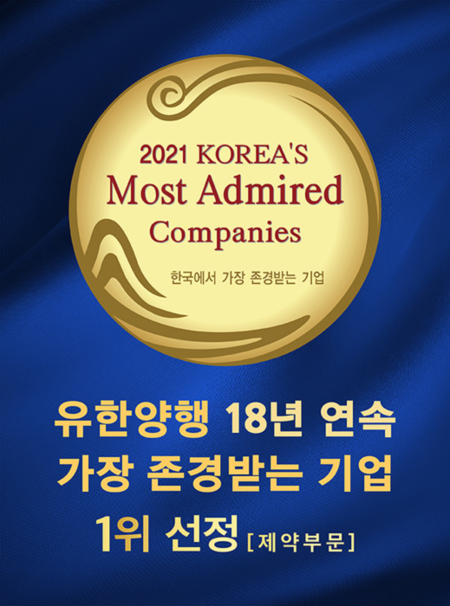 2021 KOREA'S
Most Admired
Companies
한국에서 가장 존경받는 기업
유한양행 18년 연속
가장 존경받는 기업
1위 선정 [제약부문]